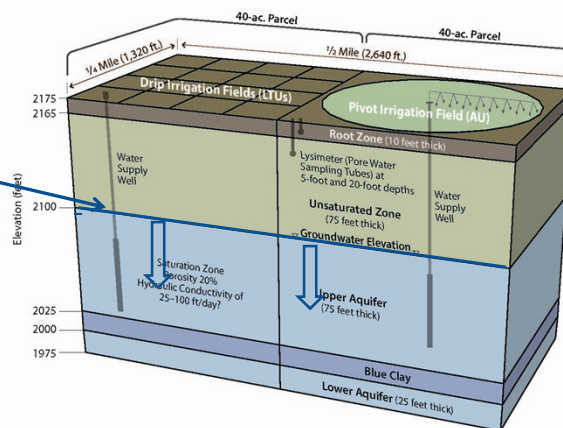 40-ac. Parcel
40-ac. Parcel
1/4 Mile (1,320 ft.)
½ Mile (2,640 ft.)
Drip Irrigation Fields (LTUs)
Pivot Irrigation Field (AU)
Root Zone (10 feet thick)
Elevation (feet)
2175
2165
2100
2025
2000
1975
Water
Supply
Well
Lysimeter (Pore Water
Sampling Tubes) at
5-foot and 20-foot depths
Water
Supply
Well
Unsaturated Zone
(75 feet thick)
Groundwater Elevation
Saturation Zone
Porosity 20%
Hydraulic Conductivity of
25–100 ft/day?
Upper Aquifer
(75 feet thick)
Blue Clay
Lower Aquifer (25 feet thick)